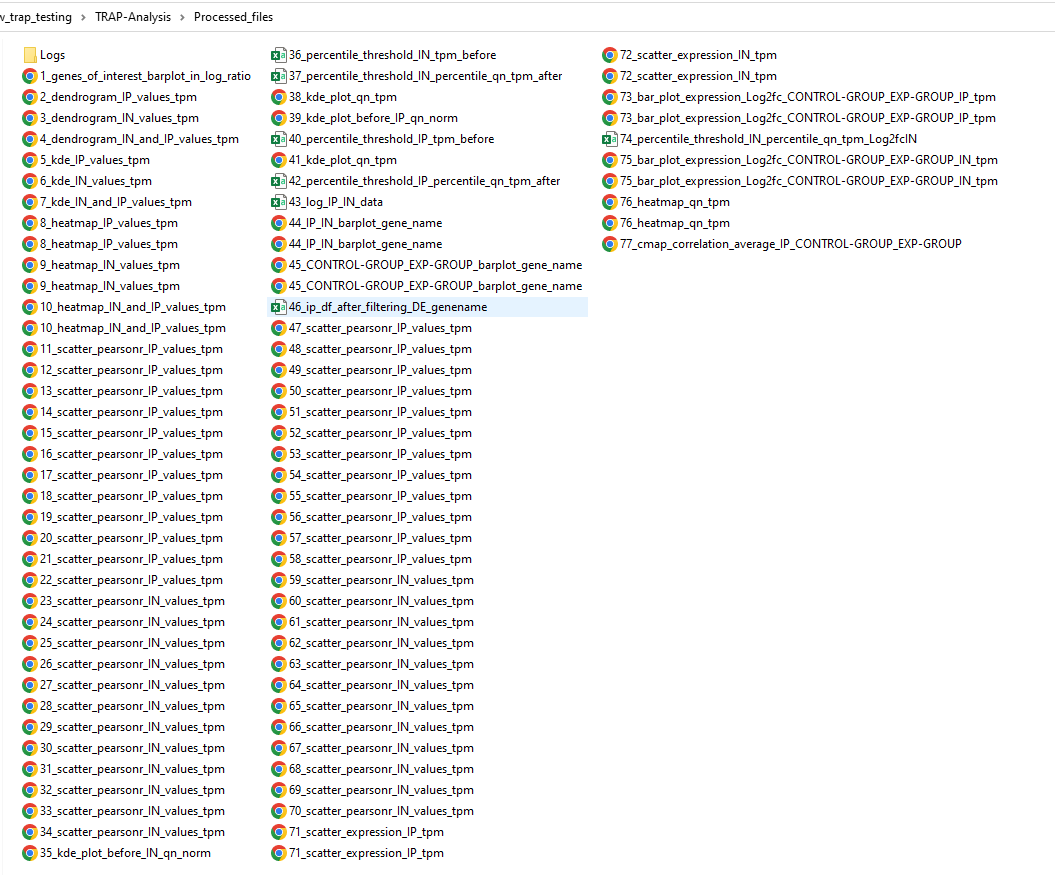 w_trap_testing > TRAP-Analysis > Processed_files
Logs
1_genes_of_interest_barplot_in_log_ratio
2_dendrogram_IP_values_tpm
3_dendrogram_IN_values_tpm
4_dendrogram_IN_and_IP_values_tpm
5_kde_IP_values_tpm
6_kde_IN_values_tpm
7_kde_IN_and_IP_values_tpm
8_heatmap_IP_values_tpm
8_heatmap_IP_values_tpm
9_heatmap_IN_values_tpm
9_heatmap_IN_values_tpm
10_heatmap_IN_and_IP_values_tpm
10_heatmap_IN_and_IP_values_tpm
11_scatter_pearsonr_IP_values_tpm
12_scatter_pearsonr_IP_values_tpm
13_scatter_pearsonr_IP_values_tpm
14_scatter_pearsonr_IP_values_tpm
15_scatter_pearsonr_IP_values_tpm
16_scatter_pearsonr_IP_values_tpm
17_scatter_pearsonr_IP_values_tpm
18_scatter_pearsonr_IP_values_tpm
19_scatter_pearsonr_IP_values_tpm
20_scatter_pearsonr_IP_values_tpm
21_scatter_pearsonr_IP_values_tpm
22_scatter_pearsonr_IP_values_tpm
23_scatter_pearsonr_IN_values_tpm
24_scatter_pearsonr_IN_values_tpm
25_scatter_pearsonr_IN_values_tpm
26_scatter_pearsonr_IN_values_tpm
27_scatter_pearsonr_IN_values_tpm
28_scatter_pearsonr_IN_values_tpm
29_scatter_pearsonr_IN_values_tpm
30_scatter_pearsonr_IN_values_tpm
31_scatter_pearsonr_IN_values_tpm
32_scatter_pearsonr_IN_values_tpm
33_scatter_pearsonr_IN_values_tpm
34_scatter_pearsonr_IN_values_tpm
35_kde_plot_before_IN_qn_norm
36_percentile_threshold_IN_tpm_before
37_percentile_threshold_IN_percentile_qn_tpm_after
38_kde_plot_qn_tpm
39_kde_plot_before_IP_qn_norm
40_percentile_threshold_IP_tpm_before
41_kde_plot_qn_tpm
42_percentile_threshold_IP_percentile_qn_tpm_after
43_log_IP_IN_data
44_IP_IN_barplot_gene_name
44_IP_IN_barplot_gene_name
45_CONTROL-GROUP_EXP-GROUP_barplot_gene_name
45_CONTROL-GROUP_EXP-GROUP_barplot_gene_name
46_ip_df_after_filtering_DE_genename
47_scatter_pearsonr_IP_values_tpm
48_scatter_pearsonr_IP_values_tpm
49_scatter_pearsonr_IP_values_tpm
50_scatter_pearsonr_IP_values_tpm
51_scatter_pearsonr_IP_values_tpm
52_scatter_pearsonr_IP_values_tpm
53_scatter_pearsonr_IP_values_tpm
54_scatter_pearsonr_IP_values_tpm
55_scatter_pearsonr_IP_values_tpm
56_scatter_pearsonr_IP_values_tpm
57_scatter_pearsonr_IP_values_tpm
58_scatter_pearsonr_IP_values_tpm
59_scatter_pearsonr_IN_values_tpm
60_scatter_pearsonr_IN_values_tpm
61_scatter_pearsonr_IN_values_tpm
62_scatter_pearsonr_IN_values_tpm
63_scatter_pearsonr_IN_values_tpm
64_scatter_pearsonr_IN_values_tpm
65_scatter_pearsonr_IN_values_tpm
66_scatter_pearsonr_IN_values_tpm
67_scatter_pearsonr_IN_values_tpm
68_scatter_pearsonr_IN_values_tpm
69_scatter_pearsonr_IN_values_tpm
70_scatter_pearsonr_IN_values_tpm
71_scatter_expression_IP_tpm
71_scatter_expression_IP_tpm
72_scatter_expression_IN_tpm
72_scatter_expression_IN_tpm
73_bar_plot_expression_Log2fc_CONTROL-GROUP_EXP-GROUP_IP_tpm
73_bar_plot_expression_Log2fc_CONTROL-GROUP_EXP-GROUP_IP_tpm
74_percentile_threshold_IN_percentile_qn_tpm_Log2fcIN
75_bar_plot_expression_Log2fc_CONTROL-GROUP_EXP-GROUP_IN_tpm
75_bar_plot_expression_Log2fc_CONTROL-GROUP_EXP-GROUP_IN_tpm
76_heatmap_qn_tpm
76_heatmap_qn_tpm
77_cmap_correlation_average_IP_CONTROL-GROUP_EXP-GROUP